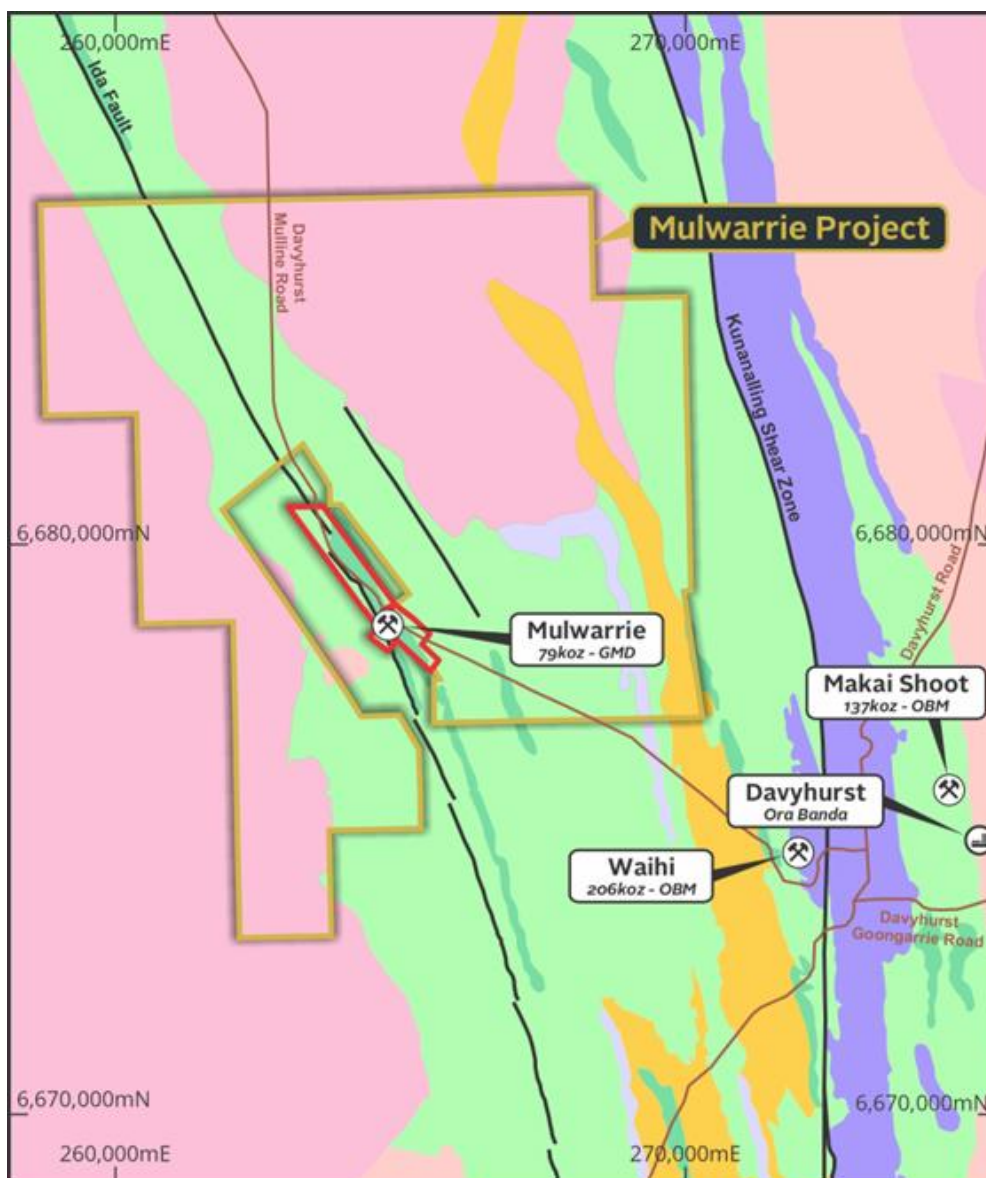 260,000mE
270,000mE
Ida Fault
Mulwarrie Project
Davyhurst
Mulline Road
Kunanalling Shear Zone
6,680,000mN
6,680,000mN
Davyhurst Road
Mulwarrie
79koz - GMD
Makai Shoot
137koz - OBM
Davyhurst
Ora Banda
Waihi
206koz - OBM
Davyhurst
Goongarrie Road
6,670,000mN
6,670,000mN
260,000mE
270,000mE